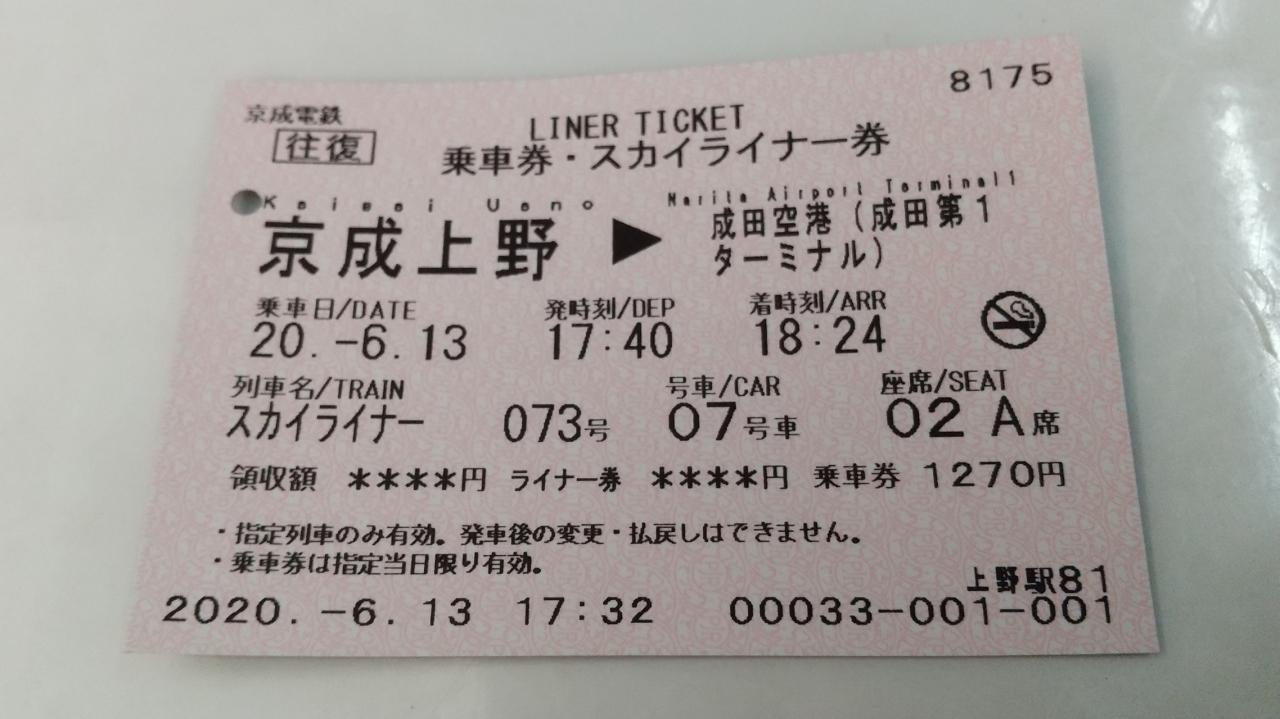 8175
京成電鉄
往復
LINER TICKET
乗車券・スカイライナー券
Keisei Ueno Narita Airport Terminal1
京成上野 ▶ 成田空港(成田第1
ターミナル)
乗車日/DATE 発時刻/DEP 着時刻/ARR
20.-6.13 17:40 18:24
列車名/TRAIN 号車/CAR 座席/SEAT
スカイライナー 073号 07号車 02 A席
領収額 ****円 ライナー券 ****円 乗車券 1270円
・指定列車のみ有効。発車後の変更・払戻しはできません。
・乗車券は指定当日限り有効。
上野駅81
2020.-6.13 17:32 00033-001-001